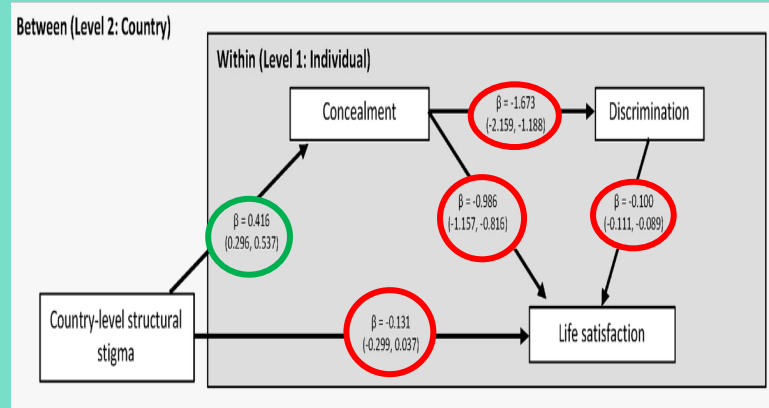 Between (Level 2: Country)
Within (Level 1: Individual)
Concealment
β = -1.673
(-2.159, -1.188)
Discrimination
β = 0.416
(0.296, 0.537)
β = -0.986
(-1.157, -0.816)
β = -0.100
(-0.111, -0.089)
Country-level structural
stigma
β = -0.131
(-0.299, 0.037)
Life satisfaction